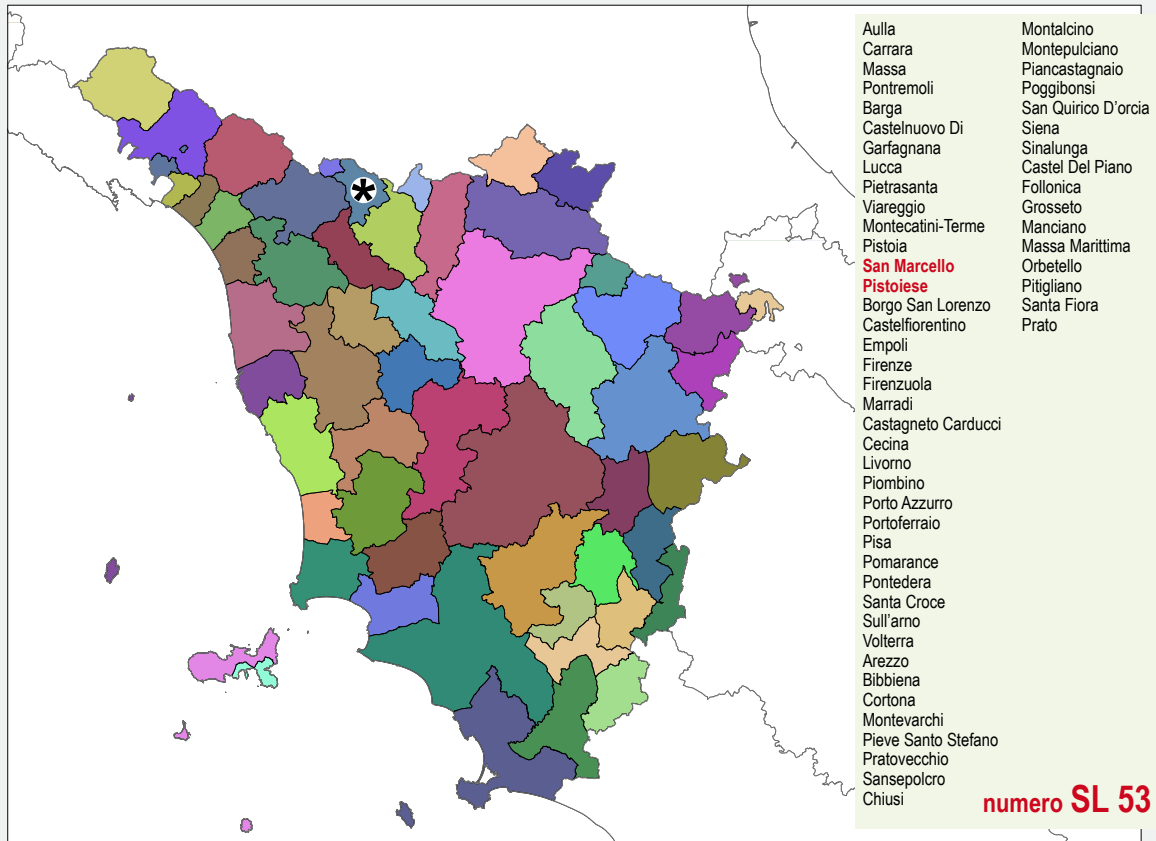 Aulla
Carrara
Massa
Pontremoli
Barga
Castelnuovo Di
Garfagnana
Lucca
Pietrasanta
Viareggio
Montecatini-Terme
Pistoia
San Marcello
Pistoiese
Borgo San Lorenzo
Castelfiorentino
Empoli
Firenze
Firenzuola
Marradi
Castagneto Carducci
Cecina
Livorno
Piombino
Porto Azzurro
Portoferraio
Pisa
Pomarance
Pontedera
Santa Croce
Sull'arno
Volterra
Arezzo
Bibbiena
Cortona
Montevarchi
Pieve Santo Stefano
Pratovecchio
Sansepolcro
Chiusi
Montalcino
Montepulciano
Piancastagnaio
Poggibonsi
San Quirico D'orcia
Siena
Sinalunga
Castel Del Piano
Follonica
Grosseto
Manciano
Massa Marittima
Orbetello
Pitigliano
Santa Fiora
Prato
numero SL 53
*